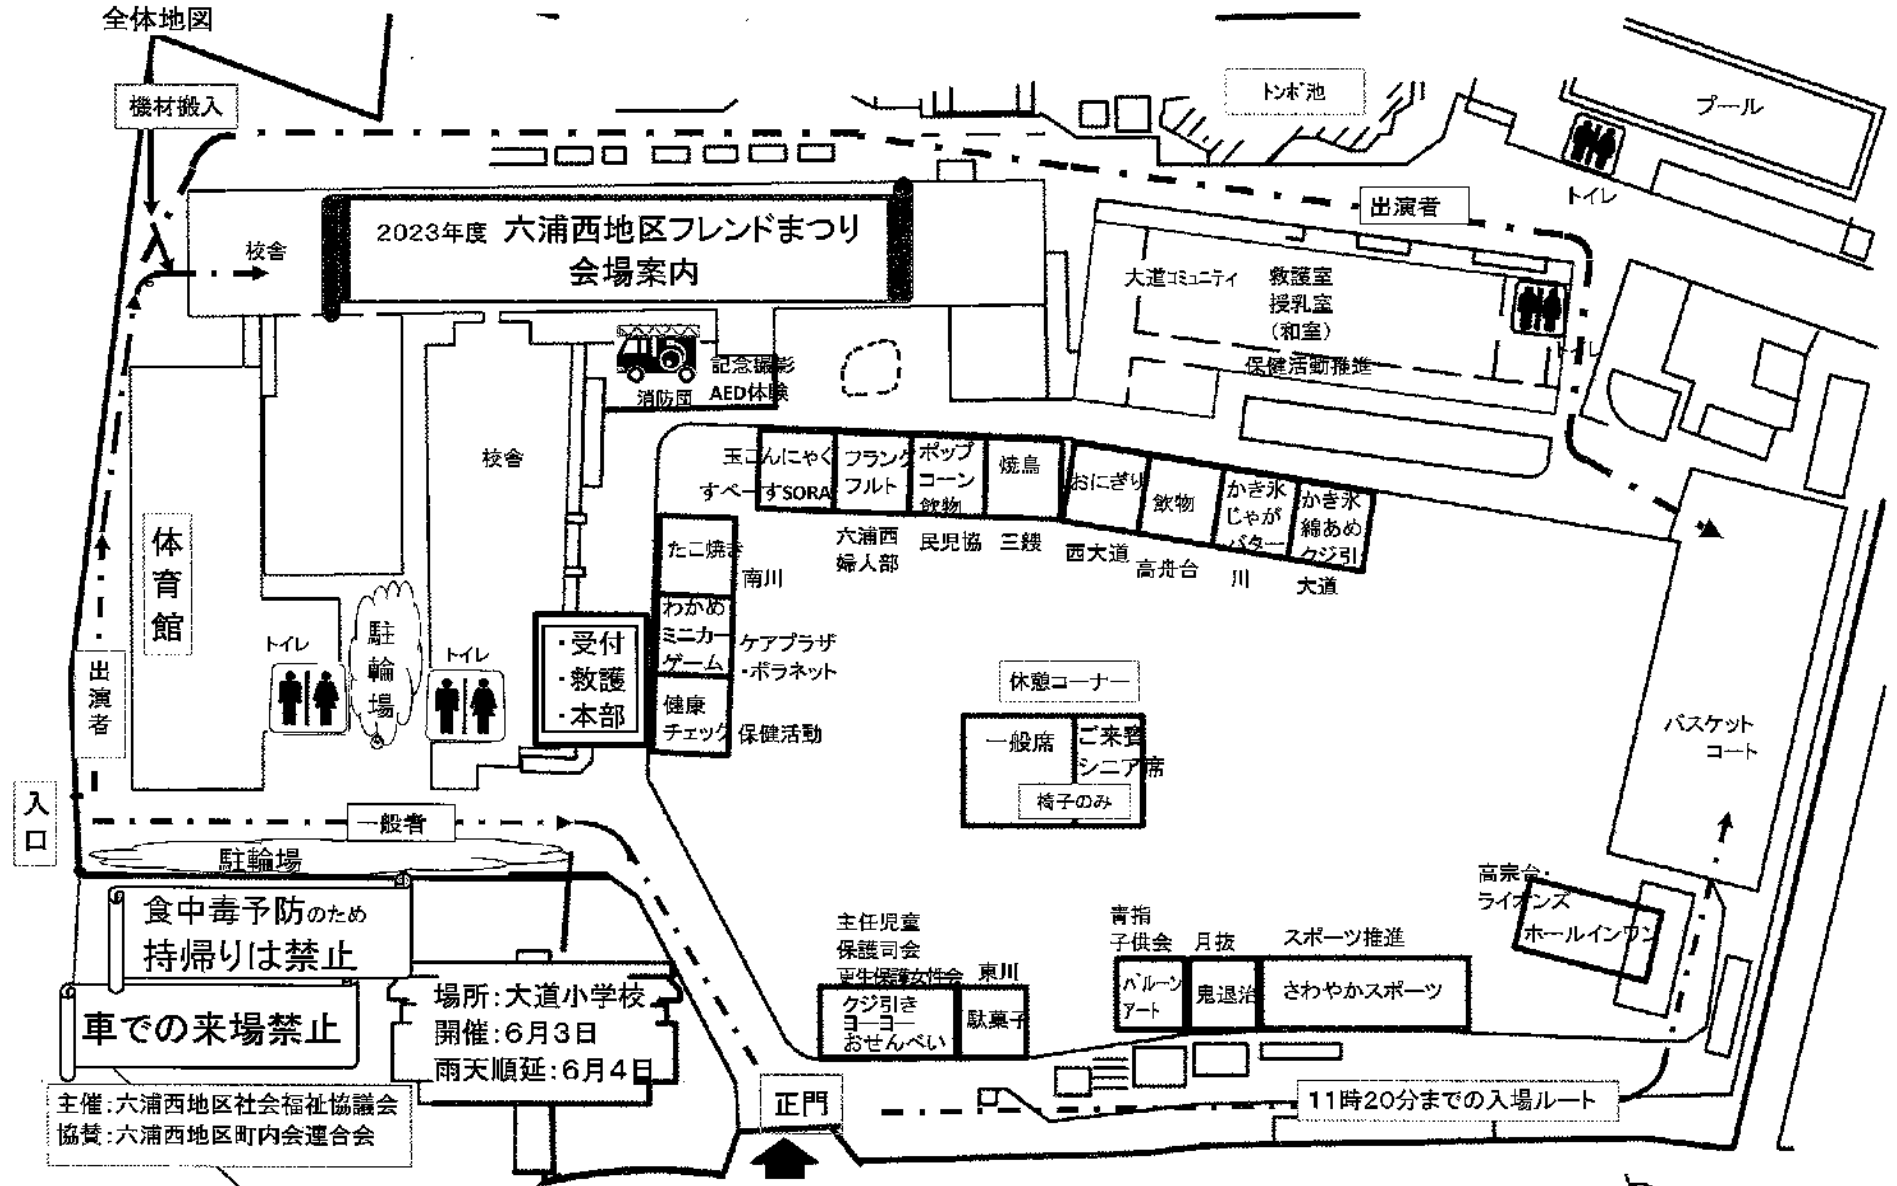 全体地図
機材搬入
トンボ池
プール
トイレ
出演者
2023年度 六浦西地区フレンドまつり
会場案内
校舎
大道コミュニティ
救護室
授乳室
(和室)
保健活動推進
トイレ
消防団
記念撮影
AED体験
校舎
体育館
玉こんにゃく
すぺーすSORA
フランク
フルト
六浦西
婦人部
ポップ
コーン
飲物
民児協
焼鳥
三艘
おにぎり
西大道
飲物
高舟台
かき氷
じゃが
バター
川
かき氷
綿あめ
クジ引
大道
たこ焼き
南川
わかめ
ミニカー
ゲーム
ケアプラザ
・ボラネット
健康
チェック
保健活動
・受付
・救護
・本部
トイレ
駐輪場
トイレ
出演者
入口
一般者
駐輪場
休憩コーナー
一般席
ご来賓
シニア席
椅子のみ
バスケット
コート
高宗台・
ライオンズ
ホールインワン
食中毒予防のため
持帰りは禁止
車での来場禁止
場所:大道小学校
開催:6月3日
雨天順延:6月4日
主催:六浦西地区社会福祉協議会
協賛:六浦西地区町内会連合会
主任児童
保護司会
更生保護女性会
クジ引き
ヨーヨー
おせんべい
東川
駄菓子
青指
子供会
バルーン
アート
月抜
鬼退治
スポーツ推進
さわやかスポーツ
正門
11時20分までの入場ルート